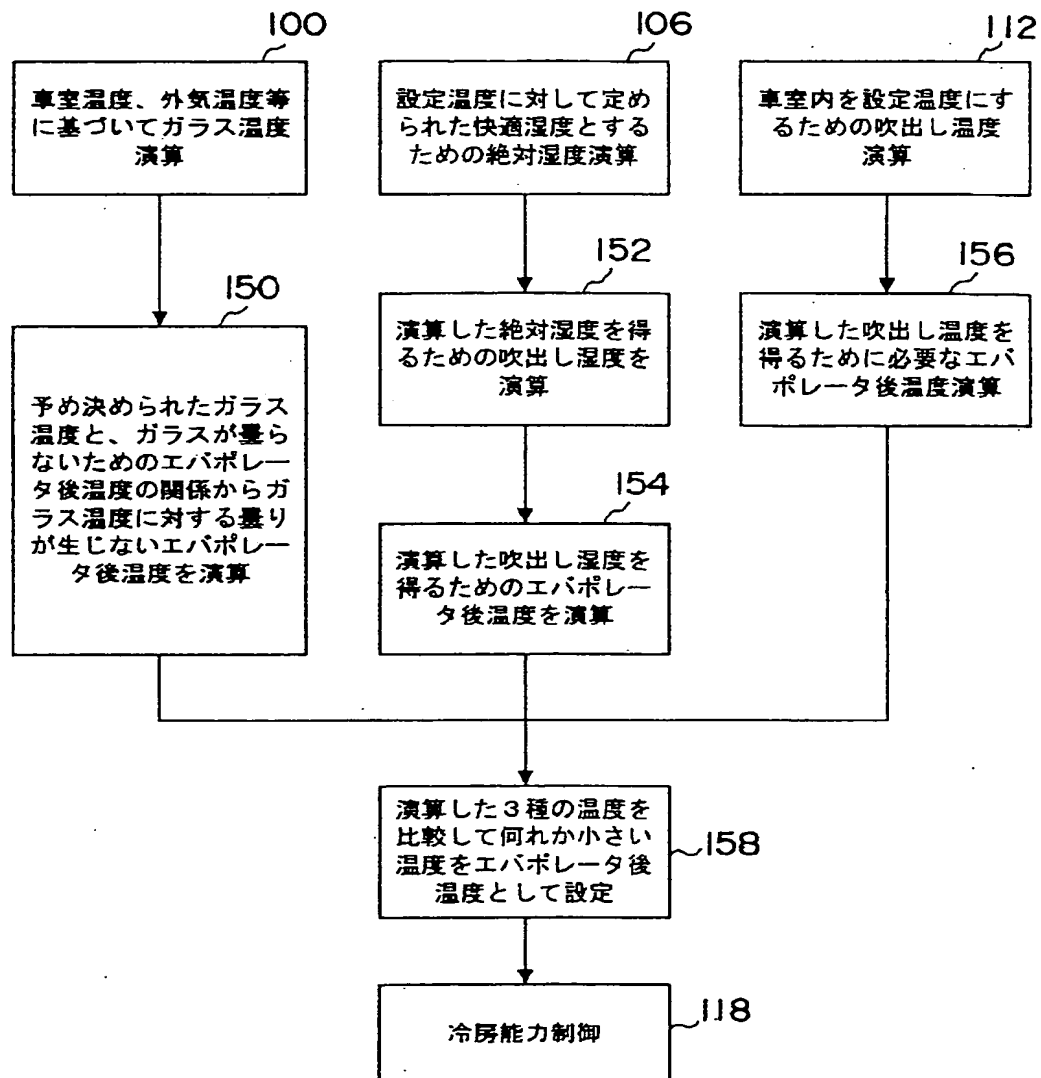 100
車室温度、外気温度等
に基づいてガラス温度
演算
106
設定温度に対して定め
られた快適湿度とする
ための絶対湿度演算
112
車室内を設定温度にす
るための吹出し温度
演算
150
予め決められたガラス
温度と、ガラスが曇ら
ないためのエバポレー
タ後温度の関係からガ
ラス温度に対する曇り
が生じないエバポレー
タ後温度を演算
152
演算した絶対湿度を得
るための吹出し湿度を
演算
156
演算した吹出し温度を
得るために必要なエバ
ポレータ後温度演算
154
演算した吹出し湿度を
得るためのエバポレー
タ後温度を演算
演算した3種の温度を
比較して何れか小さい
温度をエバポレータ後
温度として設定
158
冷房能力制御
118